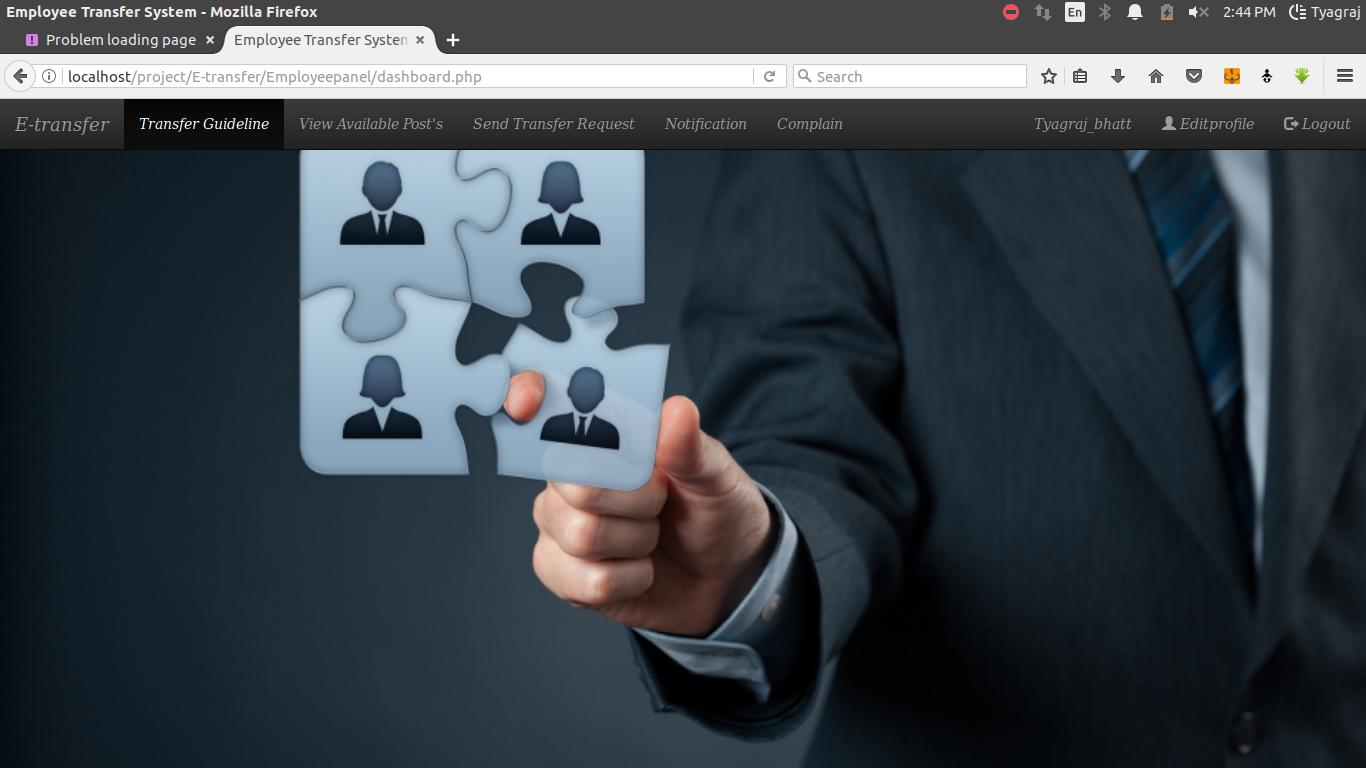 Employee Transfer System - Mozilla Firefox
En
2:44 PM
Tyagraj
Problem loading page
Employee Transfer System
localhost/project/E-transfer/Employeepanel/dashboard.php
Search
E-transfer
Transfer Guideline
View Available Post's
Send Transfer Request
Notification
Complain
Tyagraj_bhatt
Editprofile
Logout